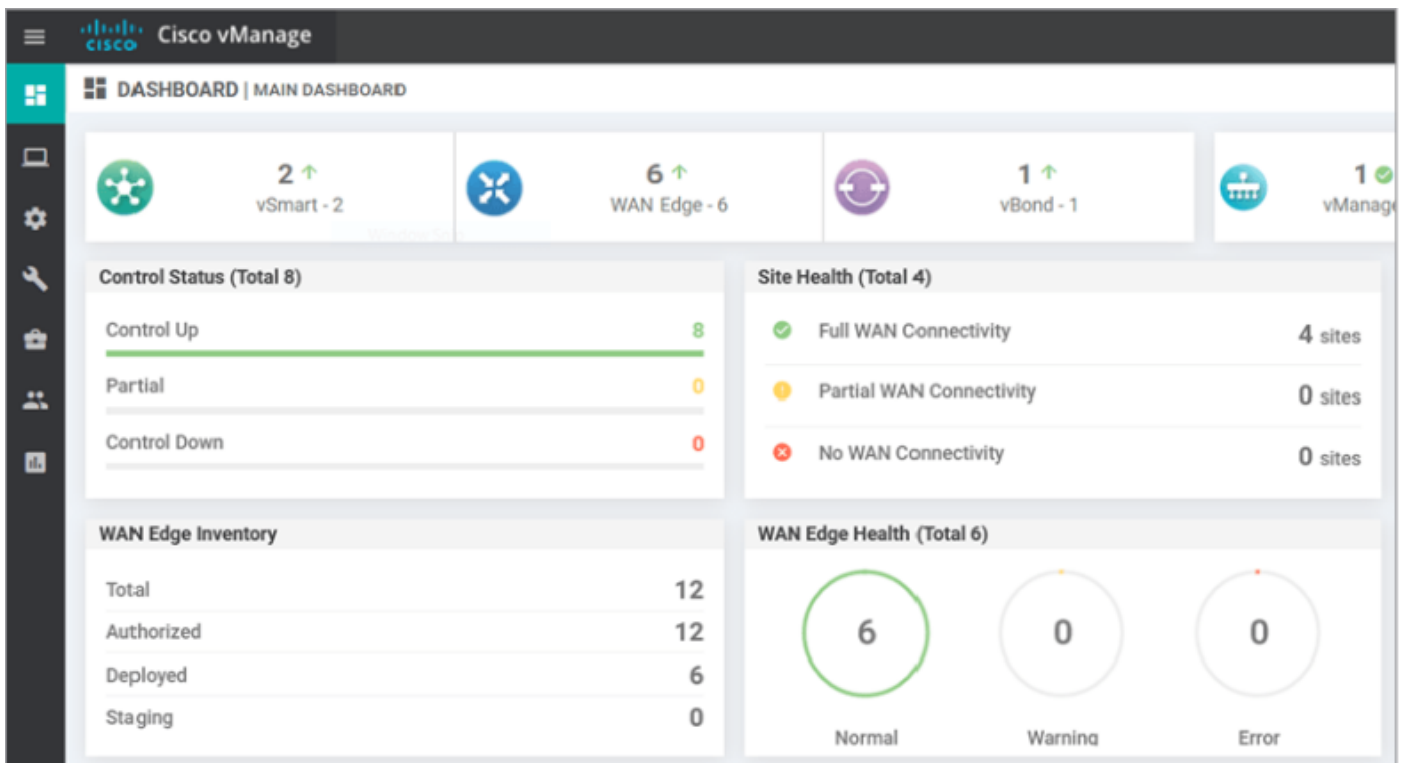 cisco Cisco vManage
DASHBOARD | MAIN DASHBOARD
2
vSmart - 2
6
WAN Edge - 6
1
vBond - 1
1
vManage
Control Status (Total 8)
Control Up 8
Partial 0
Control Down 0
Site Health (Total 4)
Full WAN Connectivity 4 sites
Partial WAN Connectivity 0 sites
No WAN Connectivity 0 sites
WAN Edge Inventory
Total 12
Authorized 12
Deployed 6
Staging 0
WAN Edge Health (Total 6)
6 0 0
Normal Warning Error